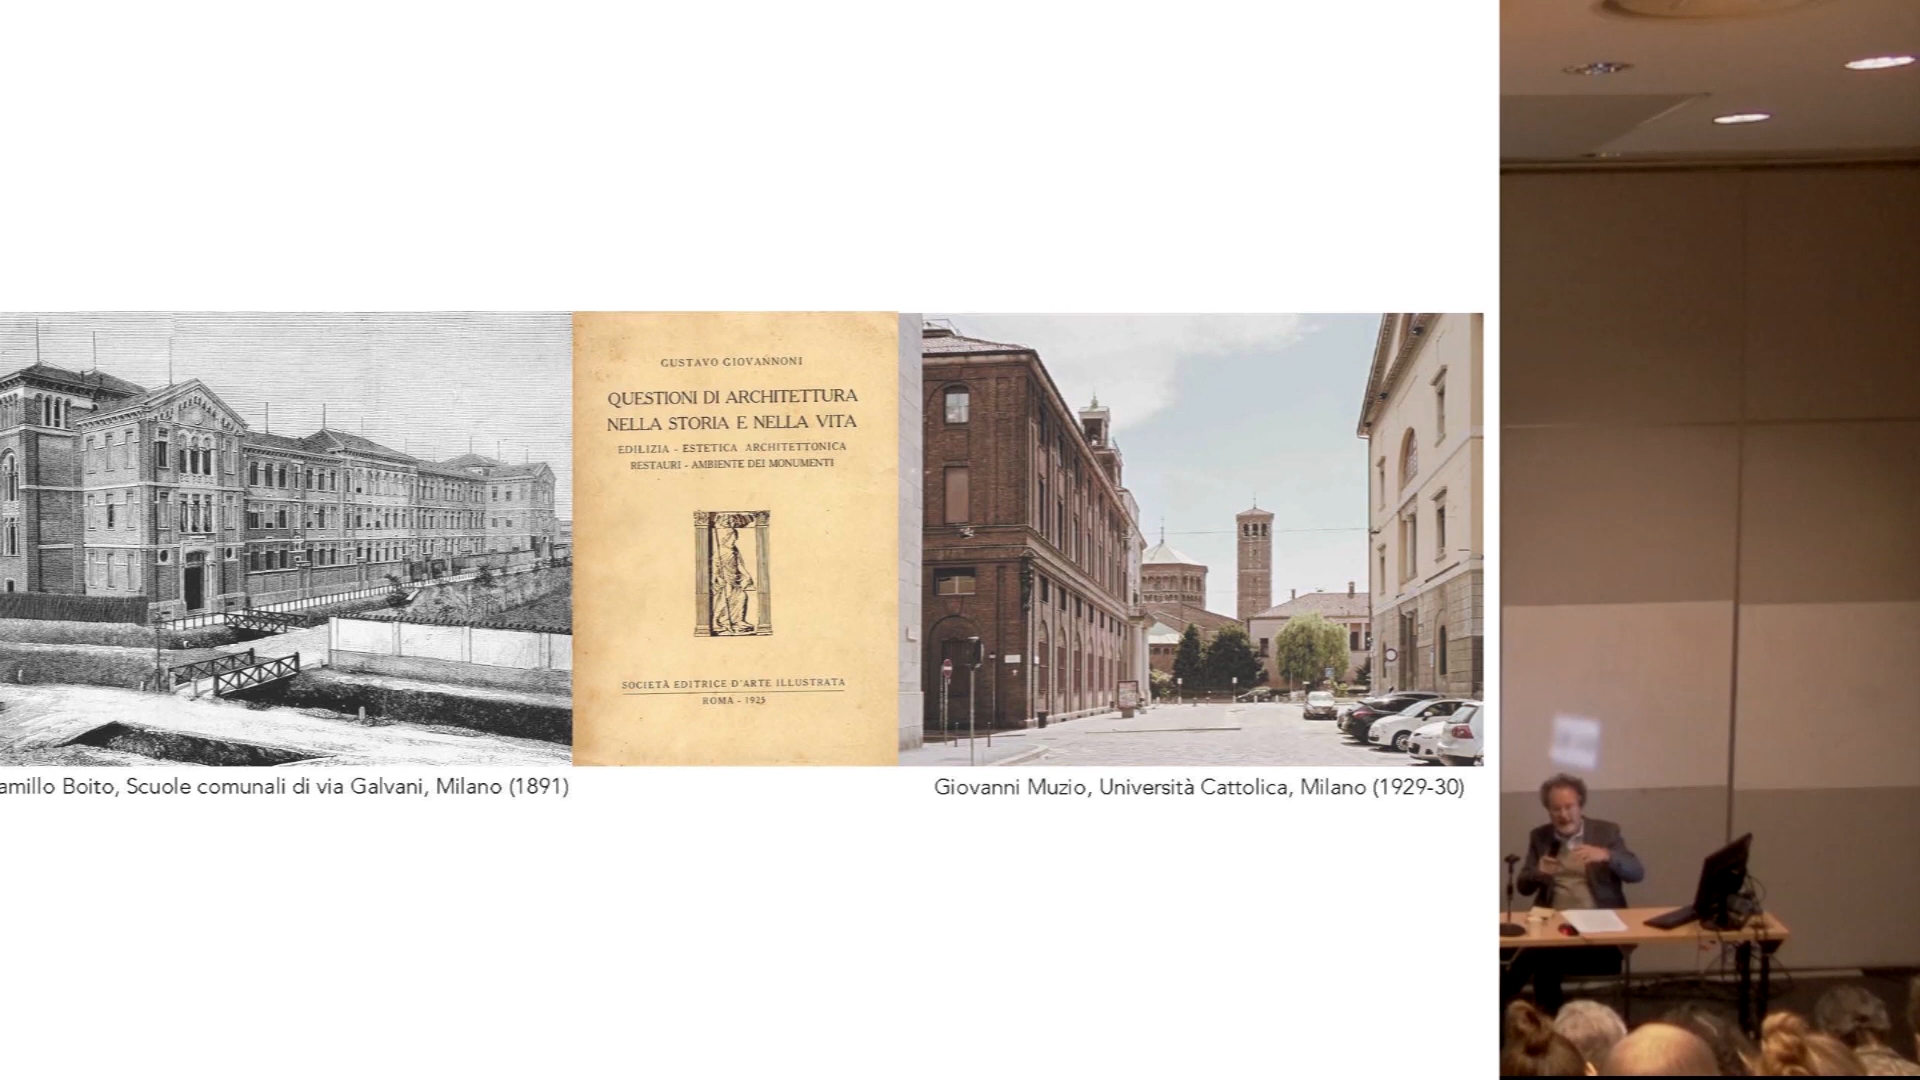 GUSTAVO GIOVANNONI
QUESTIONI DI ARCHITETTURA
NELLA STORIA E NELLA VITA
EDILIZIA - ESTETICA ARCHITETTONICA
RESTAURI - AMBIENTE DEI MONUMENTI
SOCIETÀ EDITRICE D'ARTE ILLUSTRATA
ROMA - 1925
amillo Boito, Scuole comunali di via Galvani, Milano (1891)
Giovanni Muzio, Università Cattolica, Milano (1929-30)